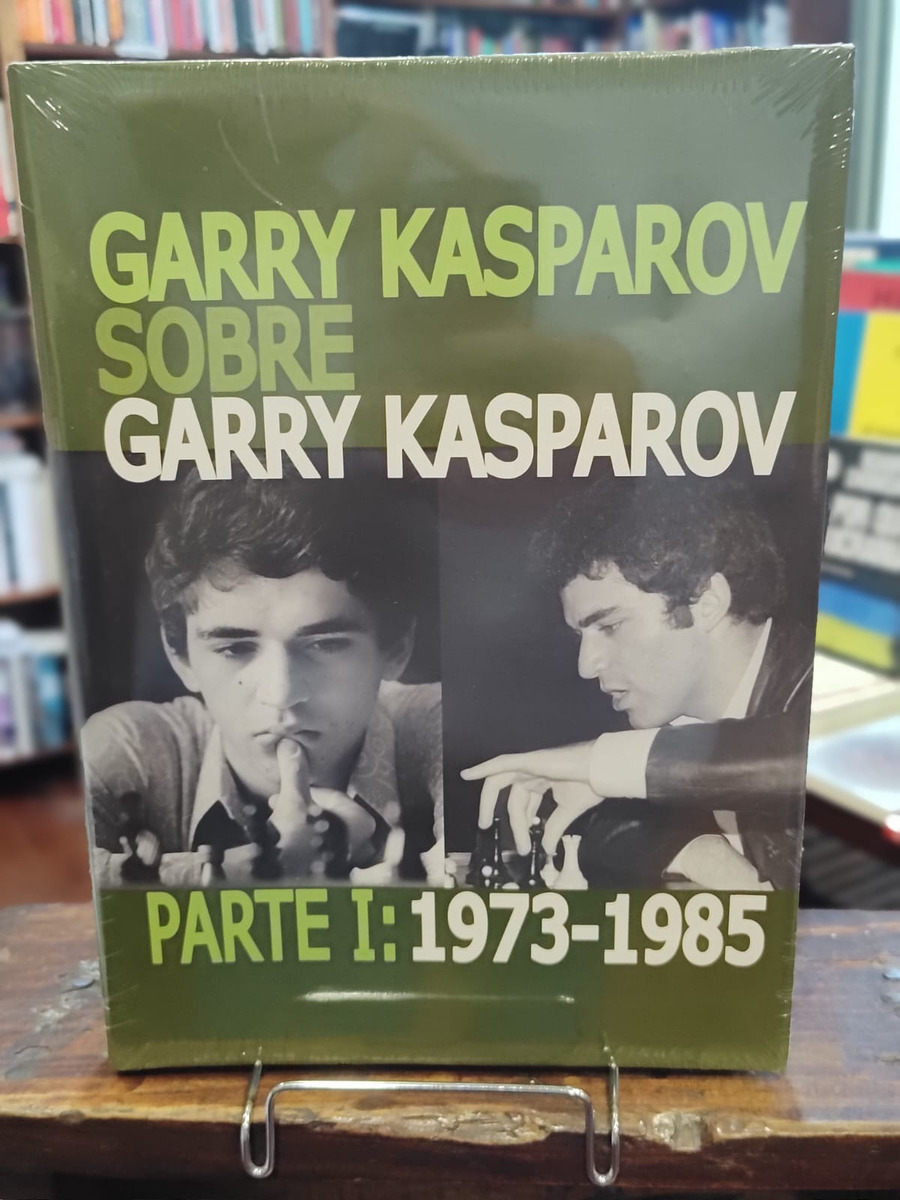 GARRY KASPAROV
SOBRE
GARRY KASPAROV
PARTE I: 1973-1985